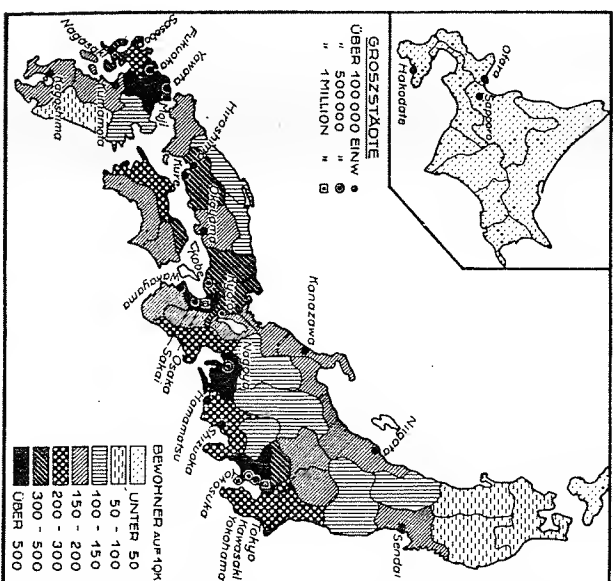 Otaru
Sapporo
Hakodate
GROSZSTÄDTE
ÜBER 100 000 EINW
„ 500 000 „
„ 1 MILLION „
Sasebo
Nagasaki
Fukuoka
Yawata
Moji
Kumamoto
Kagoshima
Hiroshima
Kure
Okayama
Kobe
Wakayama
Osaka
Sakai
Nagoya
Hamamatsu
Shizuoka
Kanazawa
Niigata
Sendai
Tokyo
Kawasaki
Yokohama
Yokosuka
BEWOHNER AUF 1QK
UNTER 50
50 - 100
100 - 150
150 - 200
200 - 300
300 - 500
ÜBER 500